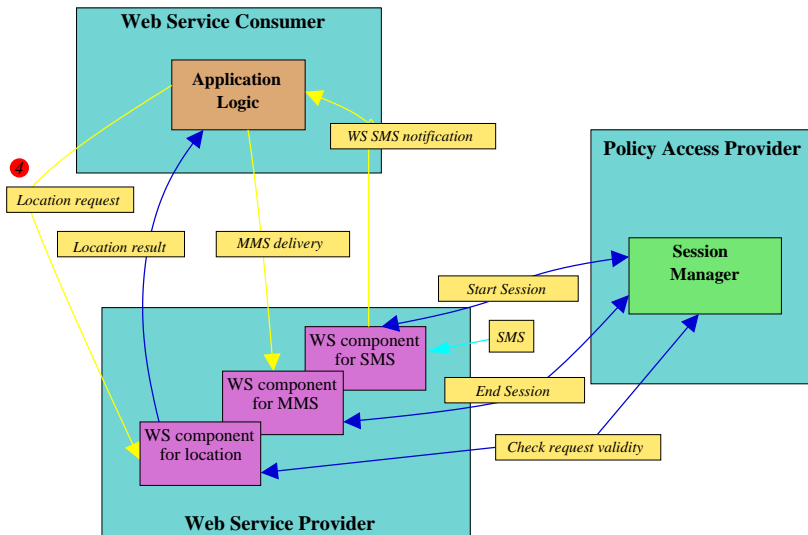 Web Service Consumer
Application
Logic
WS SMS notification
4
Location request
Location result
MMS delivery
Policy Access Provider
Session
Manager
Start Session
SMS
WS component
for SMS
WS component
for MMS
End Session
WS component
for location
Check request validity
Web Service Provider